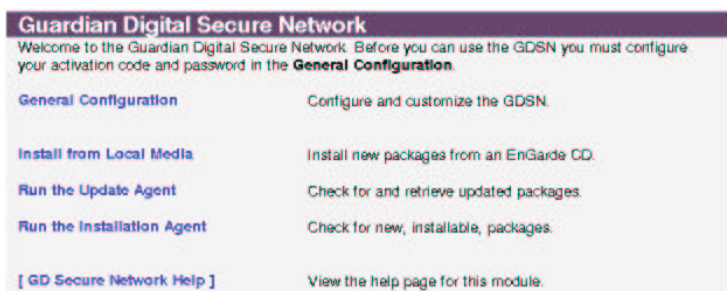 Guardian Digital Secure Network
Welcome to the Guardian Digital Secure Network. Before you can use the GDSN you must configure
your activation code and password in the General Configuration.
General Configuration Configure and customize the GDSN.
Install from Local Media Install new packages from an EnGarde CD.
Run the Update Agent Check for and retrieve updated packages.
Run the Installation Agent Check for new, installable, packages.
[ GD Secure Network Help ] View the help page for this module.